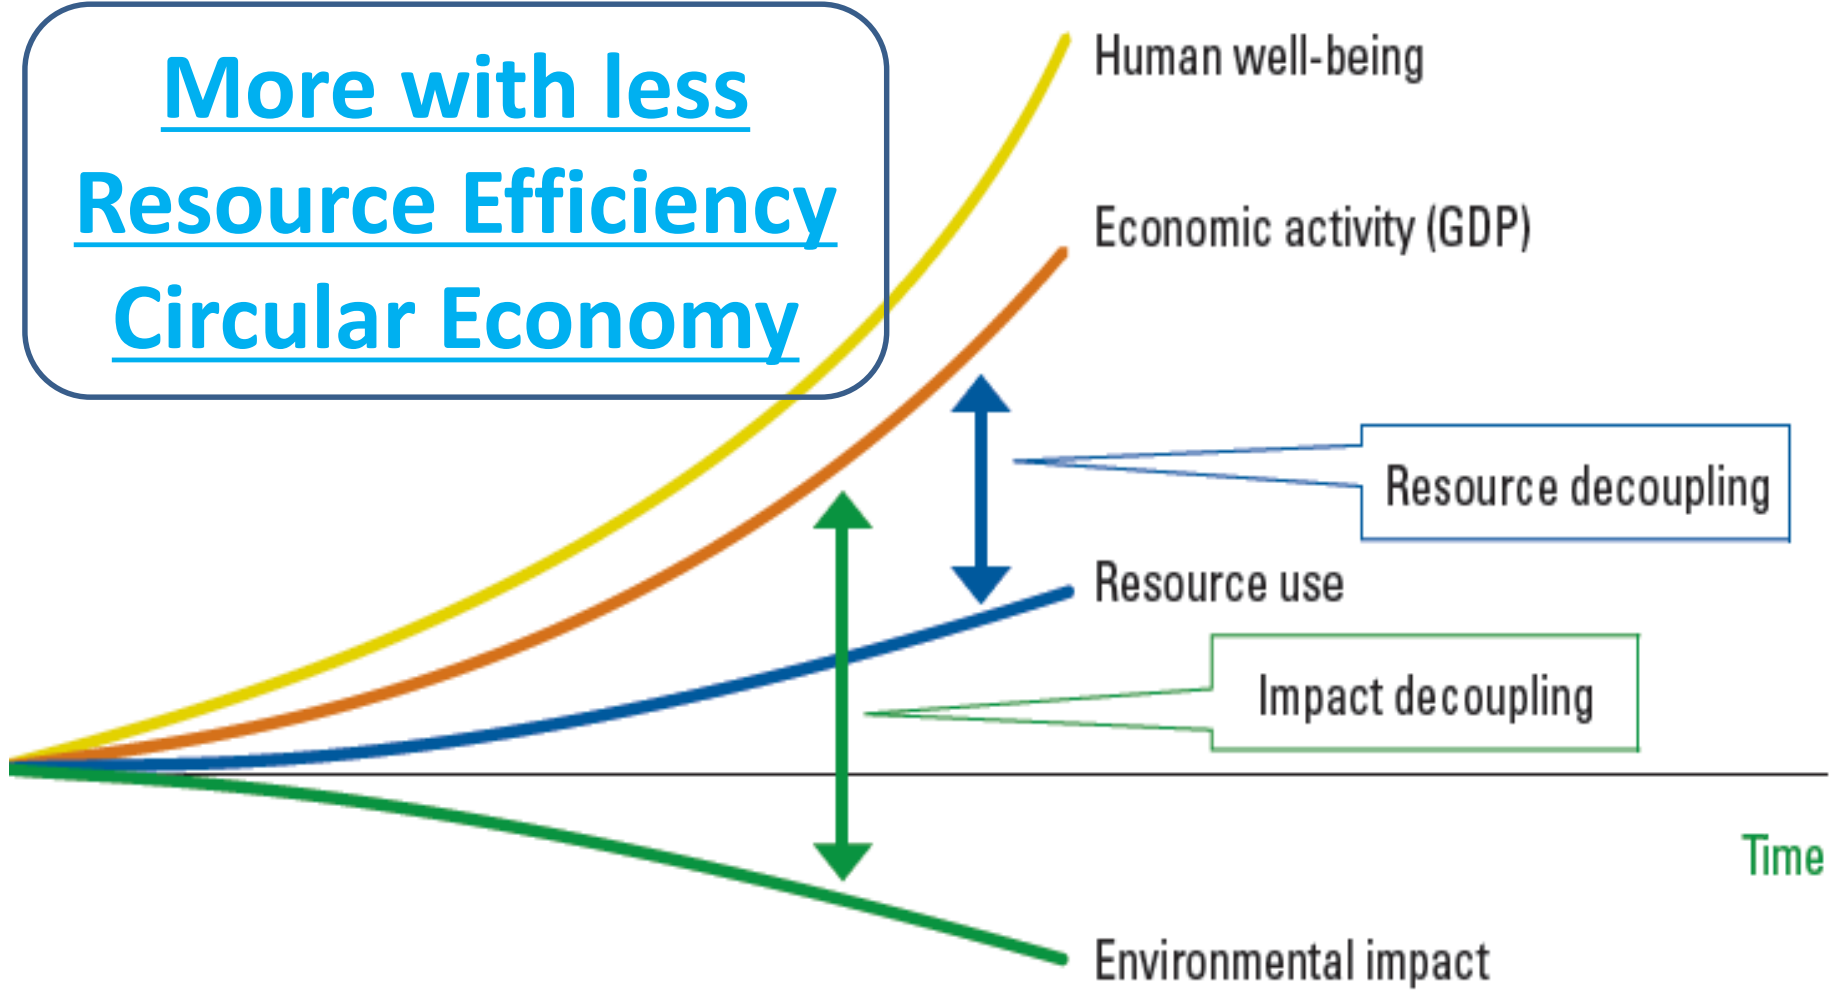 More with less
Resource Efficiency
Circular Economy
Human well-being
Economic activity (GDP)
Resource decoupling
Resource use
Impact decoupling
Time
Environmental impact